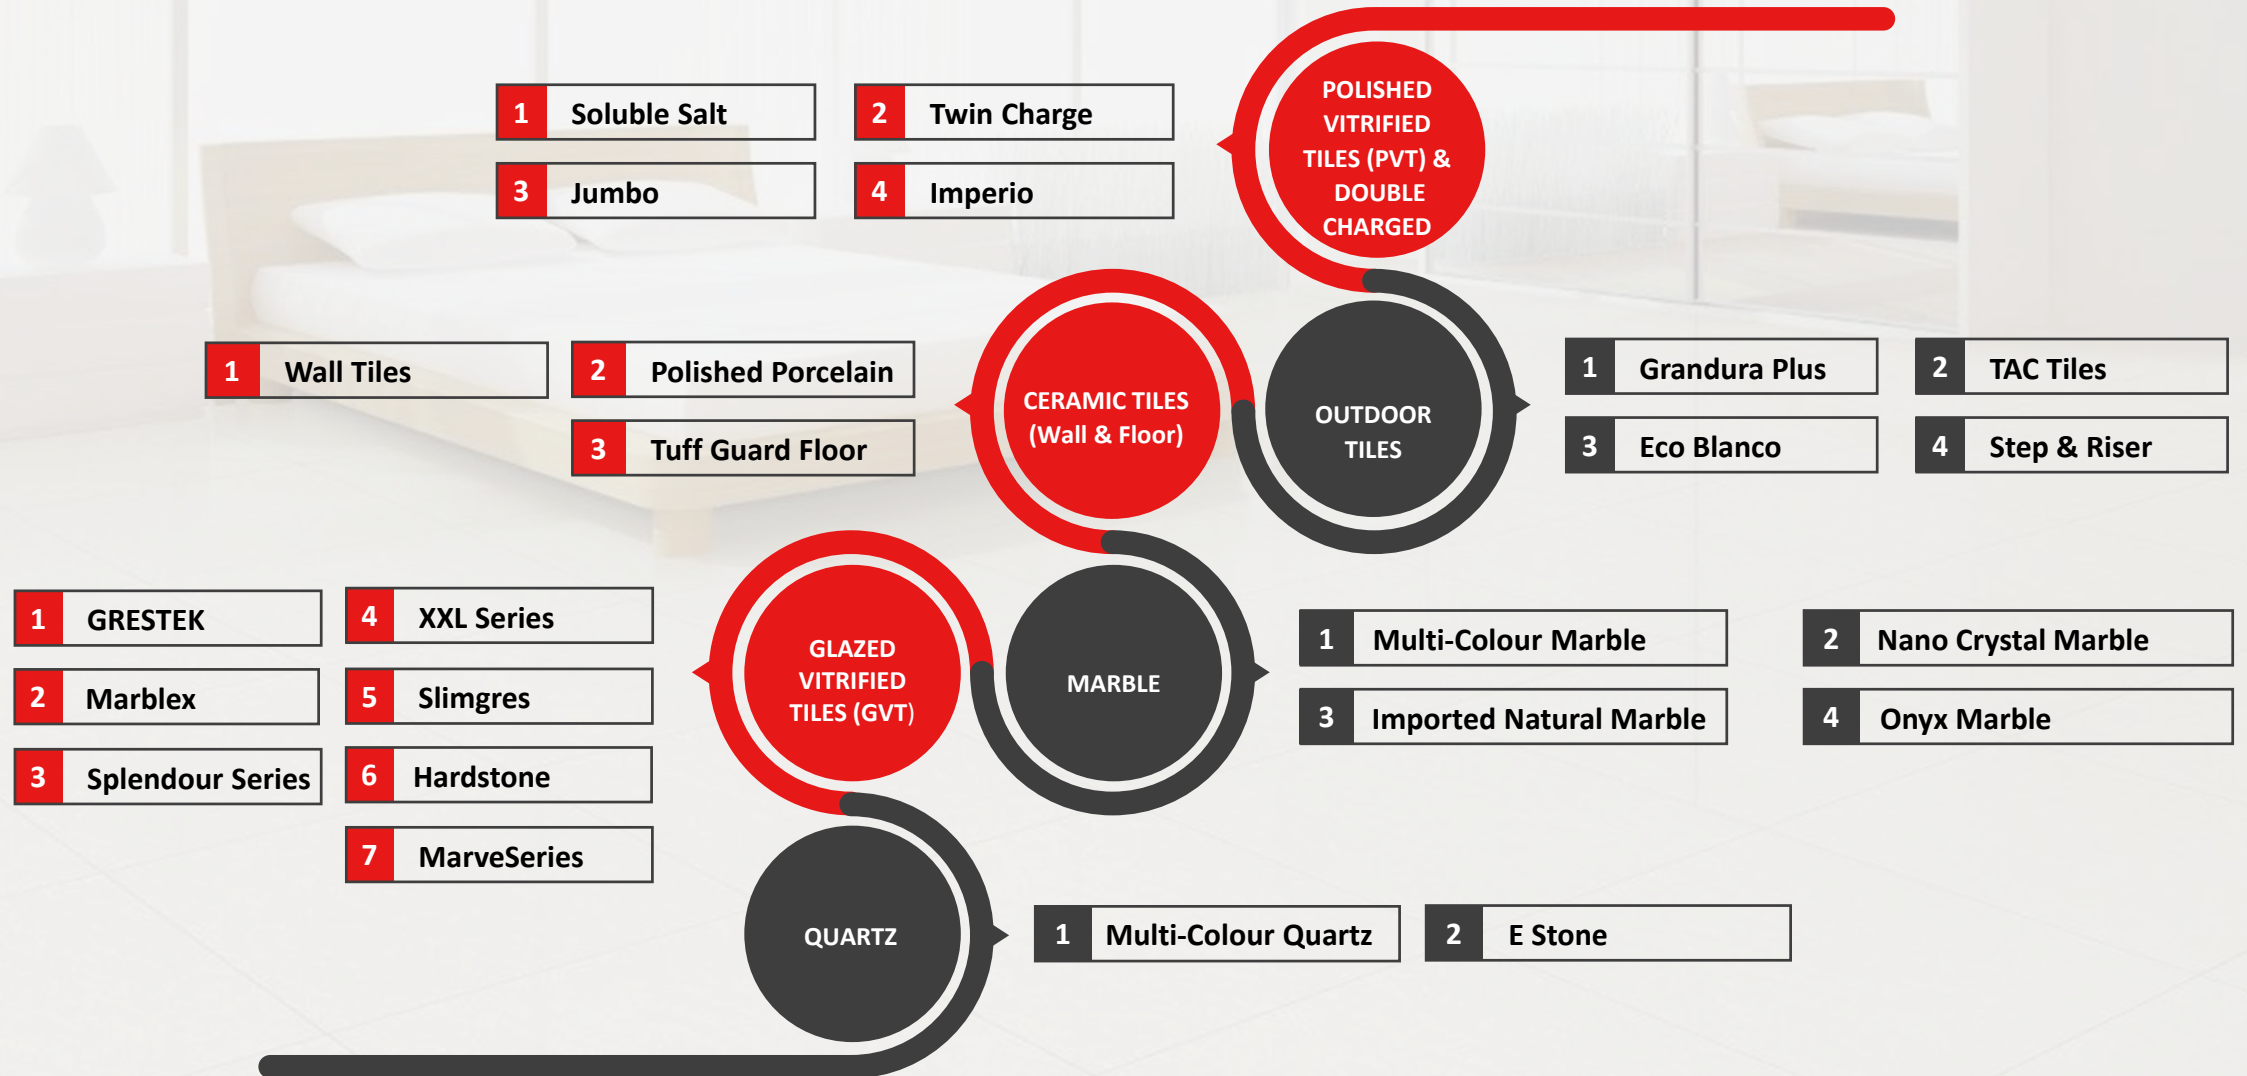 POLISHED
VITRIFIED
TILES (PVT) &
DOUBLE
CHARGED
1 Soluble Salt
2 Twin Charge
3 Jumbo
4 Imperio
OUTDOOR
TILES
1 Grandura Plus
2 TAC Tiles
3 Eco Blanco
4 Step & Riser
CERAMIC TILES
(Wall & Floor)
1 Wall Tiles
2 Polished Porcelain
3 Tuff Guard Floor
MARBLE
1 Multi-Colour Marble
2 Nano Crystal Marble
3 Imported Natural Marble
4 Onyx Marble
GLAZED
VITRIFIED
TILES (GVT)
1 GRESTEK
2 Marblex
3 Splendour Series
4 XXL Series
5 Slimgres
6 Hardstone
7 MarveSeries
QUARTZ
1 Multi-Colour Quartz
2 E Stone